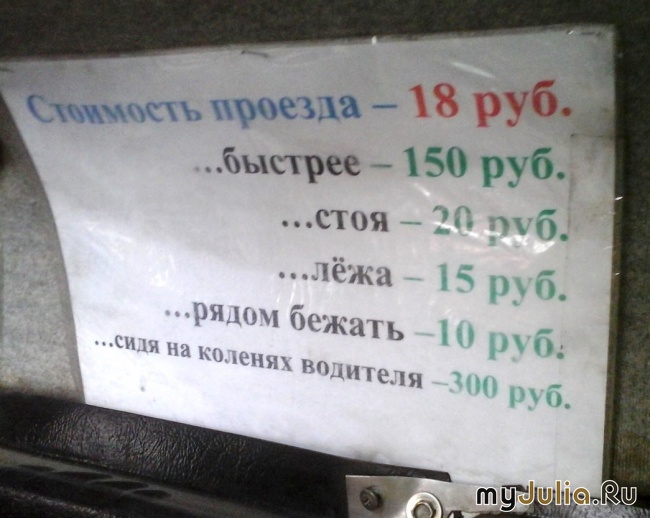 Стоимость проезда – 18 руб.
...быстрее – 150 руб.
...стоя – 20 руб.
...лёжа – 15 руб.
...рядом бежать –10 руб.
...сидя на коленях водителя –300 руб.
myJulia.Ru